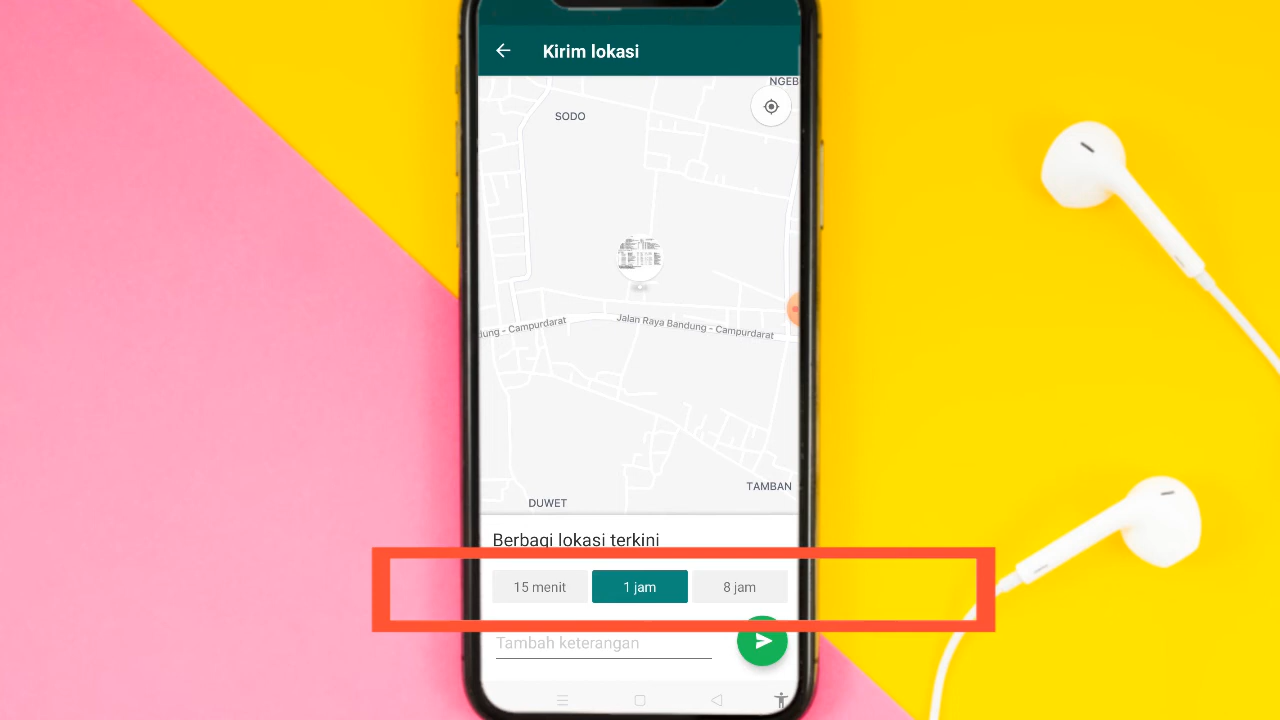 Kirim lokasi
NGEB
SODO
dung - Campurdarat
Jalan Raya Bandung - Campurdarat
TAMBAN
DUWET
Berbagi lokasi terkini
15 menit
1 jam
8 jam
Tambah keterangan